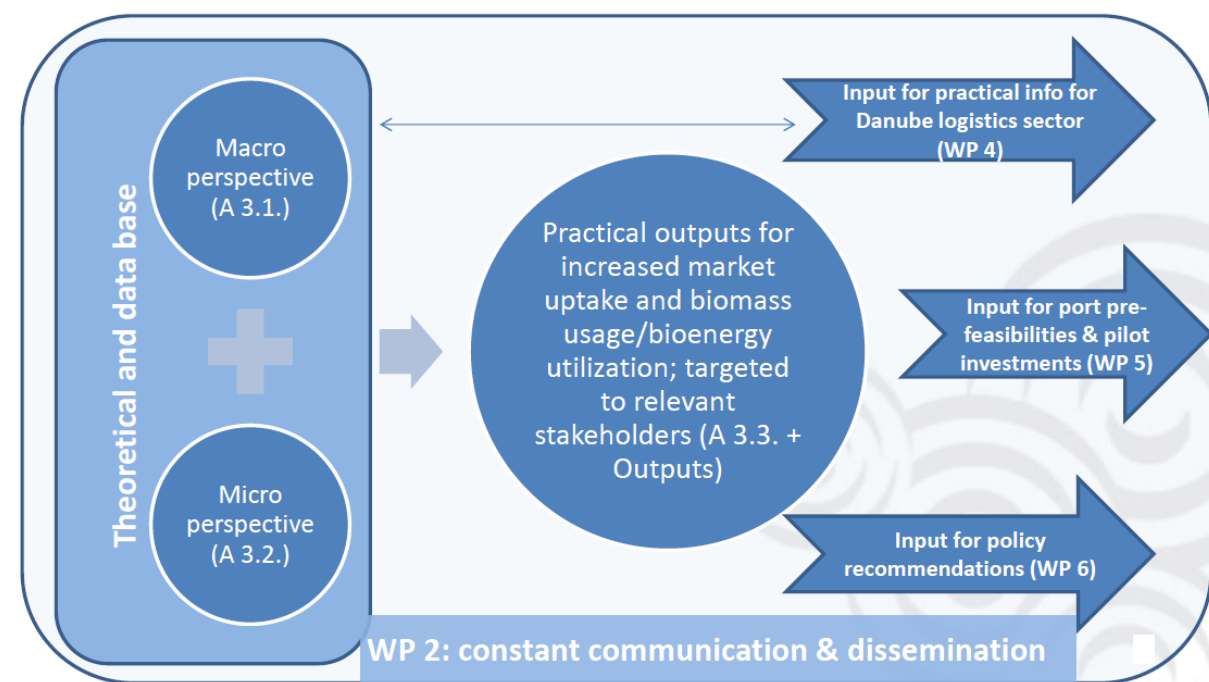 Theoretical and data base
Macro
perspective
(A 3.1.)
Micro
perspective
(A 3.2.)
Practical outputs for
increased market
uptake and biomass
usage/bioenergy
utilization; targeted
to relevant
stakeholders (A 3.3. +
Outputs)
Input for practical info for
Danube logistics sector
(WP 4)
Input for port pre-
feasibilities & pilot
investments (WP 5)
Input for policy
recommendations (WP 6)
WP 2: constant communication & dissemination